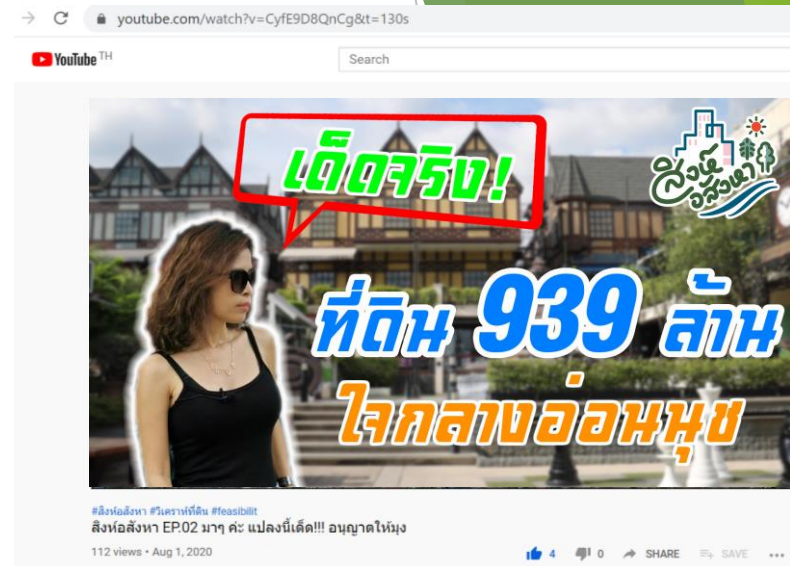 youtube.com/watch?v=CyfE9D8QnCg&t=130s
YouTube TH
Search
เด็ดจริง!
สิงห์
อสังหา
ที่ดิน 939 ล้าน
ใจกลางอ่อนนุช
#สิงห์อสังหา #วิเคราะห์ที่ดิน #feasibilit
สิงห์อสังหา EP.02 มาๆ ค่ะ แปลงนี้เด็ด!!! อนุญาตให้มุง
112 views • Aug 1, 2020
4 0 SHARE SAVE